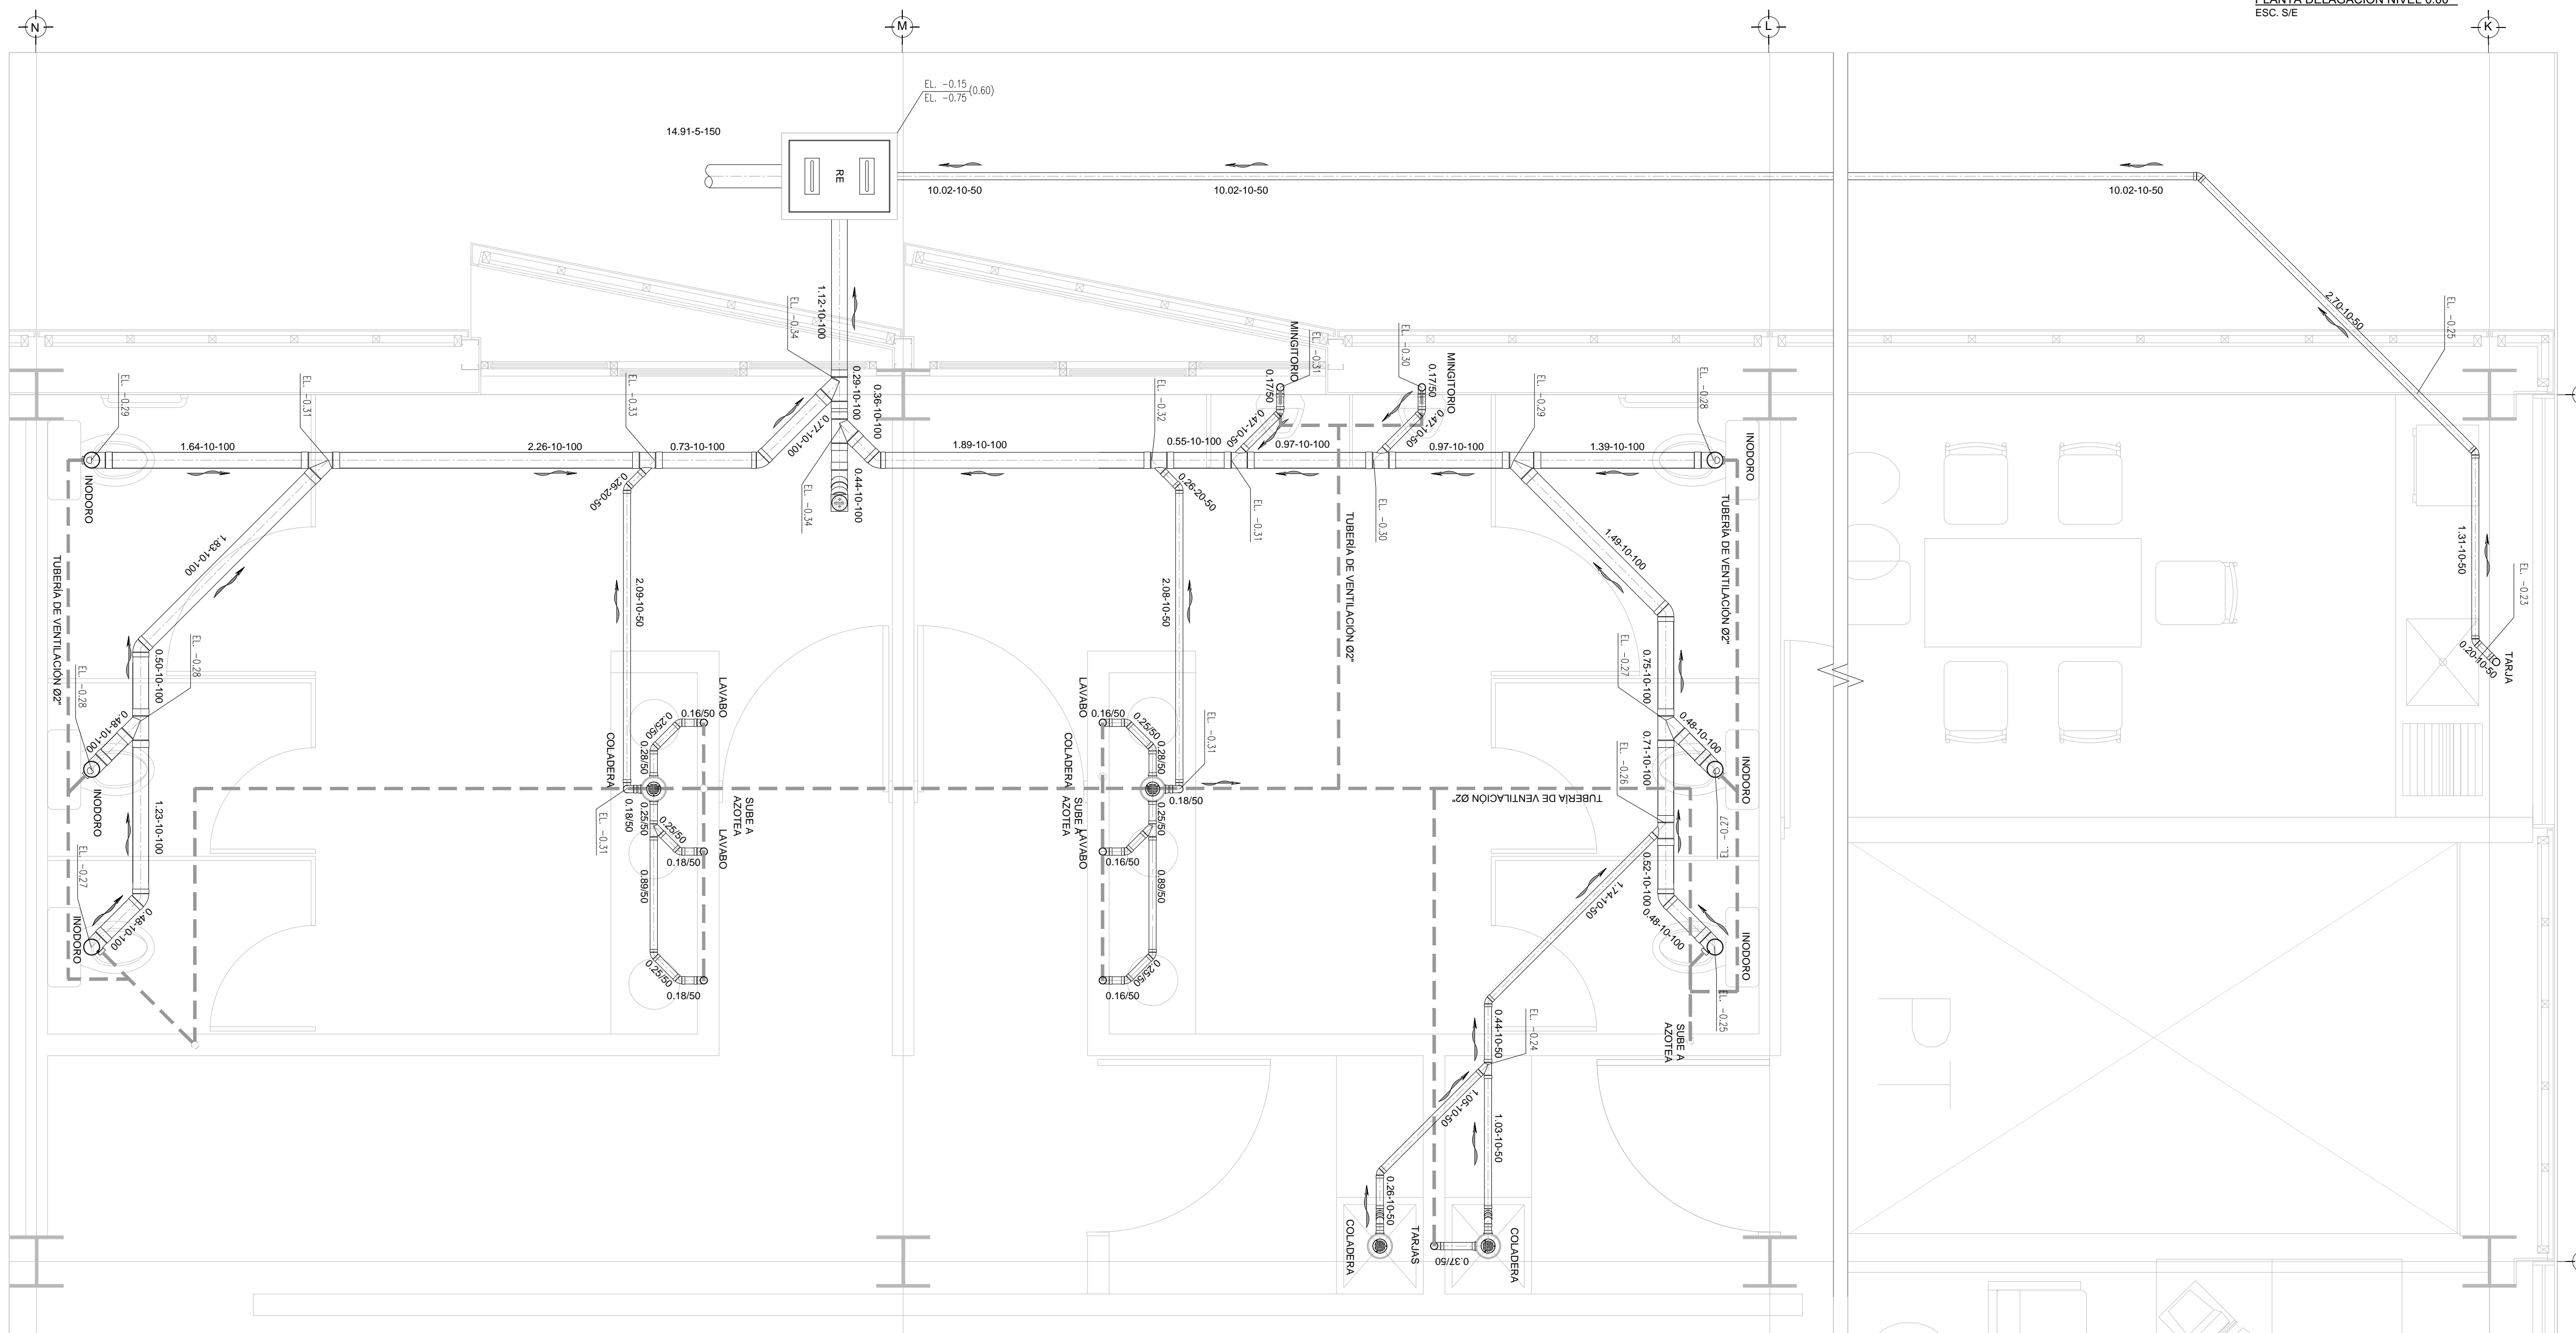 PLANTA DELAGACIÓN NIVEL 0.00
ESC. S/E
N
M
L
K
EL. -0.15
(0.60)
EL. -0.75
14.91-5-150
RE
10.02-10-50
10.02-10-50
10.02-10-50
2.70-10-50
EL. -0.25
1.12-10-100
EL. -0.34
0.29-10-100
0.36-10-100
0.77-10-100
0.44-10-100
EL. -0.34
MINGITORIO
EL. -0.31
0.17/50
0.47-10-50
EL. -0.30
MINGITORIO
0.17/50
0.47-10-50
EL. -0.29
EL. -0.28
EL. -0.29
EL. -0.31
EL. -0.33
EL. -0.32
1.64-10-100
2.26-10-100
0.73-10-100
1.89-10-100
0.55-10-100
0.97-10-100
0.97-10-100
1.39-10-100
INODORO
INODORO
0.26-20-50
0.26-20-50
EL. -0.31
EL. -0.30
TUBERÍA DE VENTILACIÓN Ø2"
TUBERÍA DE VENTILACIÓN Ø2"
TUBERÍA DE VENTILACIÓN Ø2"
1.83-10-100
1.49-10-100
2.09-10-50
2.08-10-50
1.31-10-50
EL. -0.23
0.20-10-50
TARJA
0.50-10-100
EL. -0.28
EL. -0.28
0.48-10-100
INODORO
1.23-10-100
EL. -0.27
0.48-10-100
INODORO
LAVABO
0.16/50
0.25/50
0.28/50
COLADERA
0.18/50
EL. -0.31
0.25/50
0.25/50
0.18/50
LAVABO
SUBE A
AZOTEA
0.89/50
0.25/50
0.18/50
LAVABO
0.16/50
0.25/50
0.28/50
EL. -0.31
COLADERA
SUBE A
AZOTEA
LAVABO
0.18/50
0.25/50
0.16/50
0.89/50
0.25/50
0.16/50
TUBERÍA DE VENTILACIÓN Ø2"
EL. -0.27
0.75-10-100
0.48-10-100
INODORO
0.71-10-100
EL. -0.26
EL. -0.27
0.52-10-100
0.48-10-100
INODORO
EL. -0.25
SUBE A
AZOTEA
1.74-10-50
0.44-10-50
EL. -0.24
1.05-10-50
1.03-10-50
0.26-10-50
COLADERA
TARJAS
0.37/50
COLADERA